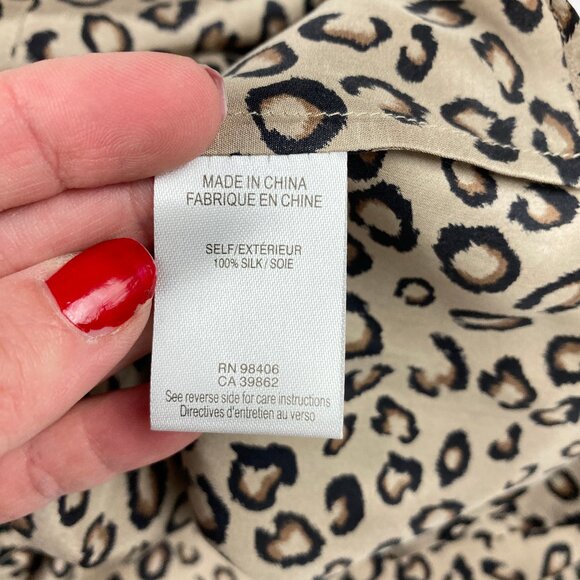 MADE IN CHINA
FABRIQUE EN CHINE
SELF/EXTÉRIEUR
100% SILK/SOIE
RN 98406
CA 39862
See reverse side for care instructions
Directives d'entretien au verso